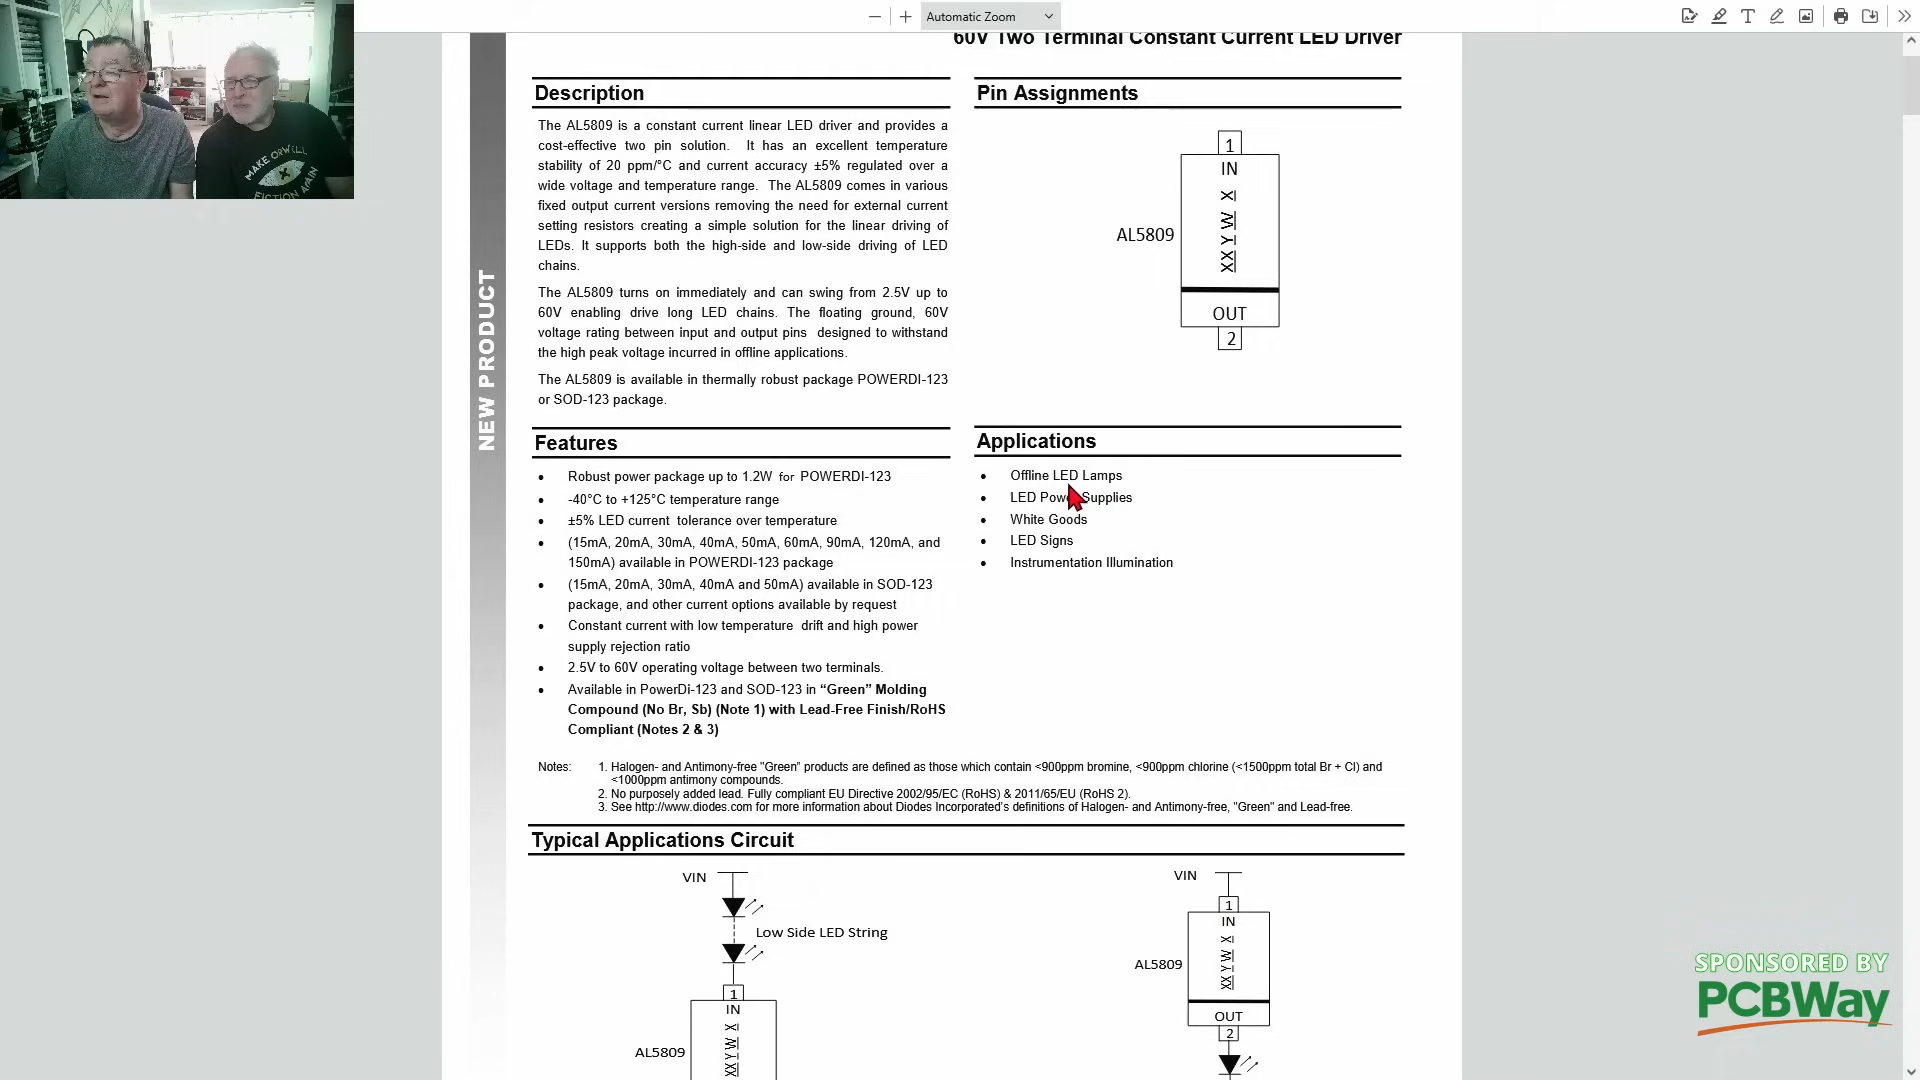 Automatic Zoom
60V Two Terminal Constant Current LED Driver
MAKE ORWELL
FICTION AGAIN
NEW PRODUCT
Description
The AL5809 is a constant current linear LED driver and provides a
cost-effective two pin solution. It has an excellent temperature
stability of 20 ppm/°C and current accuracy ±5% regulated over a
wide voltage and temperature range. The AL5809 comes in various
fixed output current versions removing the need for external current
setting resistors creating a simple solution for the linear driving of
LEDs. It supports both the high-side and low-side driving of LED
chains.
The AL5809 turns on immediately and can swing from 2.5V up to
60V enabling drive long LED chains. The floating ground, 60V
voltage rating between input and output pins designed to withstand
the high peak voltage incurred in offline applications.
The AL5809 is available in thermally robust package POWERDI-123
or SOD-123 package.
Pin Assignments
1
IN
XX Y W X
AL5809
OUT
2
Features
Robust power package up to 1.2W for POWERDI-123
-40°C to +125°C temperature range
±5% LED current tolerance over temperature
(15mA, 20mA, 30mA, 40mA, 50mA, 60mA, 90mA, 120mA, and
150mA) available in POWERDI-123 package
(15mA, 20mA, 30mA, 40mA and 50mA) available in SOD-123
package, and other current options available by request
Constant current with low temperature drift and high power
supply rejection ratio
2.5V to 60V operating voltage between two terminals.
Available in PowerDi-123 and SOD-123 in “Green” Molding
Compound (No Br, Sb) (Note 1) with Lead-Free Finish/RoHS
Compliant (Notes 2 & 3)
Applications
Offline LED Lamps
LED Power Supplies
White Goods
LED Signs
Instrumentation Illumination
Notes: 1. Halogen- and Antimony-free "Green” products are defined as those which contain <900ppm bromine, <900ppm chlorine (<1500ppm total Br + Cl) and
<1000ppm antimony compounds.
2. No purposely added lead. Fully compliant EU Directive 2002/95/EC (RoHS) & 2011/65/EU (RoHS 2).
3. See http://www.diodes.com for more information about Diodes Incorporated’s definitions of Halogen- and Antimony-free, "Green" and Lead-free.
Typical Applications Circuit
VIN
Low Side LED String
1
IN
XX Y W X
AL5809
VIN
1
IN
XX Y W X
AL5809
OUT
2
SPONSORED BY
PCBWay